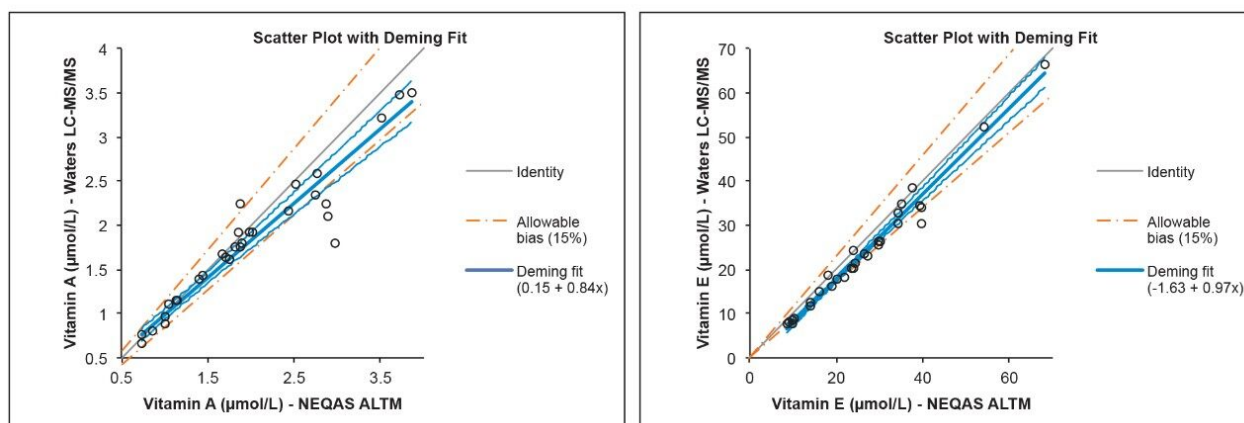 Scatter Plot with Deming Fit
Vitamin A (µmol/L) - Waters LC-MS/MS
4
3.5
3
2.5
2
1.5
1
0.5
0.5
1.5
2.5
3.5
Vitamin A (µmol/L) - NEQAS ALTM
Identity
Allowable
bias (15%)
Deming fit
(0.15 + 0.84x)
Scatter Plot with Deming Fit
Vitamin E (µmol/L) - Waters LC-MS/MS
70
60
50
40
30
20
10
0
0
20
40
60
Vitamin E (µmol/L) - NEQAS ALTM
Identity
Allowable
bias (15%)
Deming fit
(-1.63 + 0.97x)